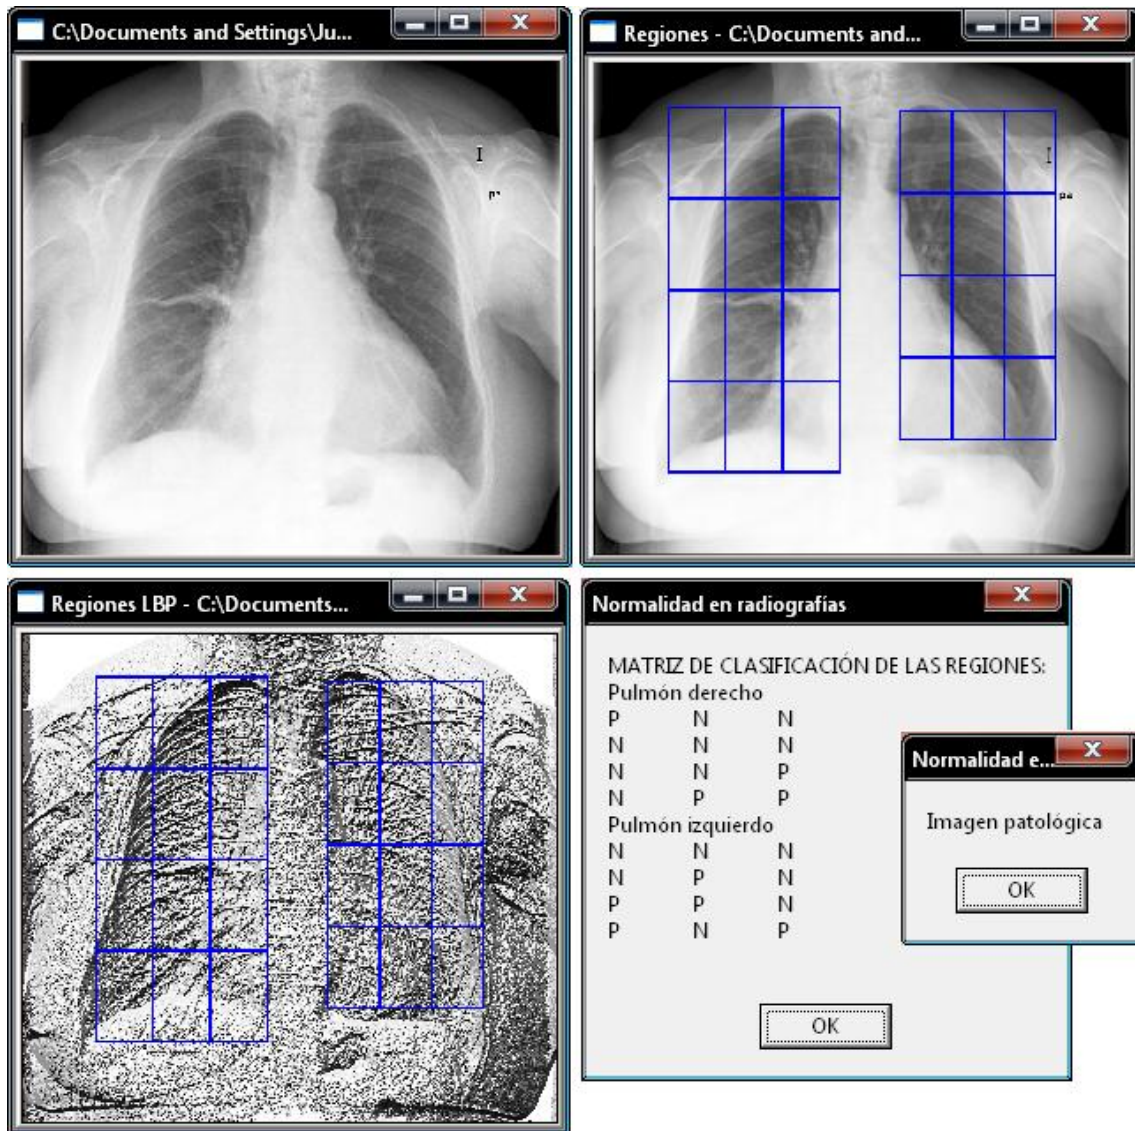 C:\Documents and Settings\Ju...
I
Regiones - C:\Documents and...
I
pa
Regiones LBP - C:\Documents...
Normalidad en radiografías
MATRIZ DE CLASIFICACIÓN DE LAS REGIONES:
Pulmón derecho
P N N
N N N
N N P
N P P
Pulmón izquierdo
N N N
N P N
P P N
P N P
OK
Normalidad e...
Imagen patológica
OK